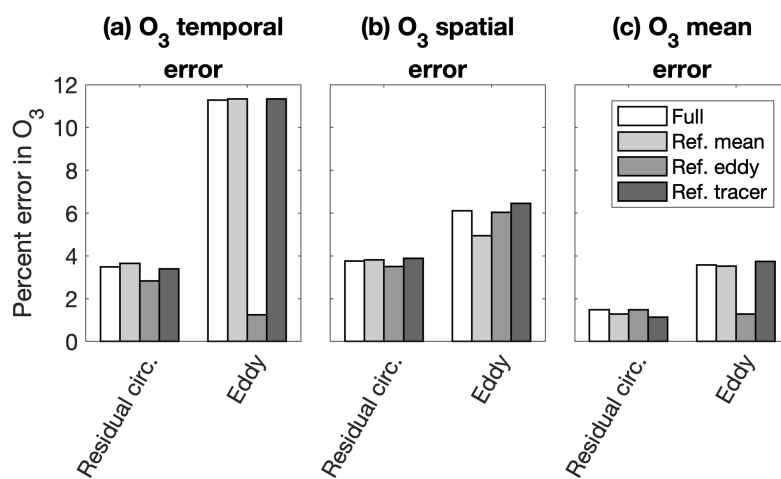 (a) O3 temporal
error
(b) O3 spatial
error
(c) O3 mean
error
Percent error in O3
12
10
8
6
4
2
0
Full
Ref. mean
Ref. eddy
Ref. tracer
Residual circ.
Eddy
Residual circ.
Eddy
Residual circ.
Eddy